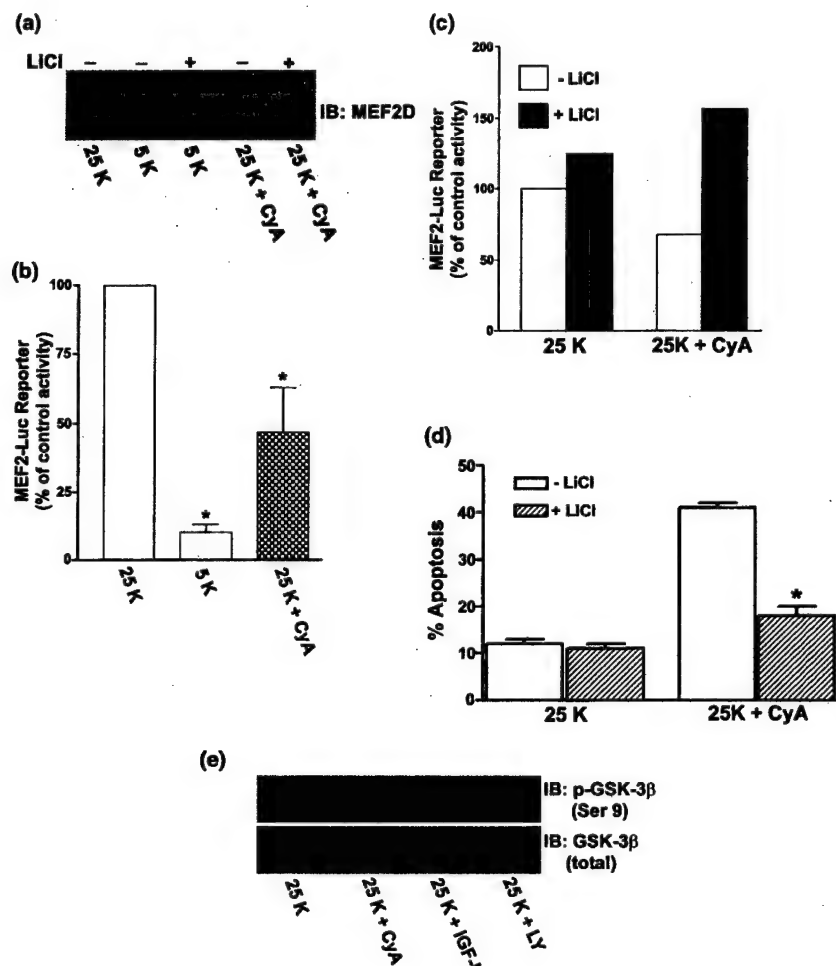 (a)
LiCl – – + – +
IB: MEF2D
25 K
5 K
5 K
25 K + CyA
25 K + CyA
(b)
MEF2-Luc Reporter
(% of control activity)
100
75
50
25
0
*
*
25 K
5 K
25 K + CyA
(c)
MEF2-Luc Reporter
(% of control activity)
200
150
100
50
0
- LiCl
+ LiCl
25 K
25K + CyA
(d)
% Apoptosis
50
40
30
20
10
0
- LiCl
+ LiCl
*
25 K
25K + CyA
(e)
IB: p-GSK-3β
(Ser 9)
IB: GSK-3β
(total)
25 K
25 K + CyA
25 K + IGF-I
25 K + LY